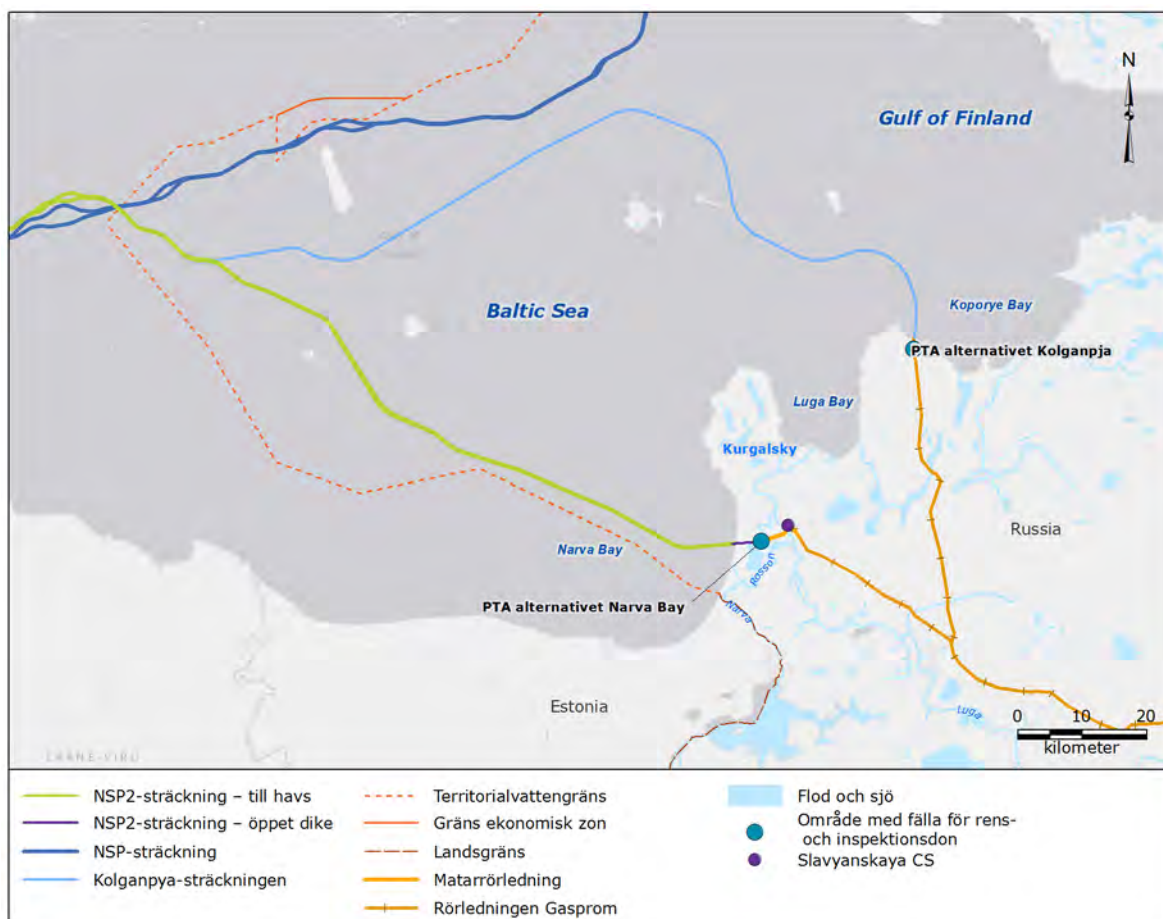 N
Gulf of Finland
Baltic Sea
Koporye Bay
PTA alternativet Kolganpja
Luga Bay
Kurgalsky
Russia
Narva Bay
Rosson
PTA alternativet Narva Bay
Narva
Estonia
Luga
0 10 20
kilometer
LÄÄNE-VIRU
NSP2-sträckning – till havs
NSP2-sträckning – öppet dike
NSP-sträckning
Kolganpya-sträckningen
Territorialvattengräns
Gräns ekonomisk zon
Landsgräns
Matarrörledning
Rörledningen Gasprom
Flod och sjö
Område med fälla för rens-
och inspektionsdon
Slavyanskaya CS